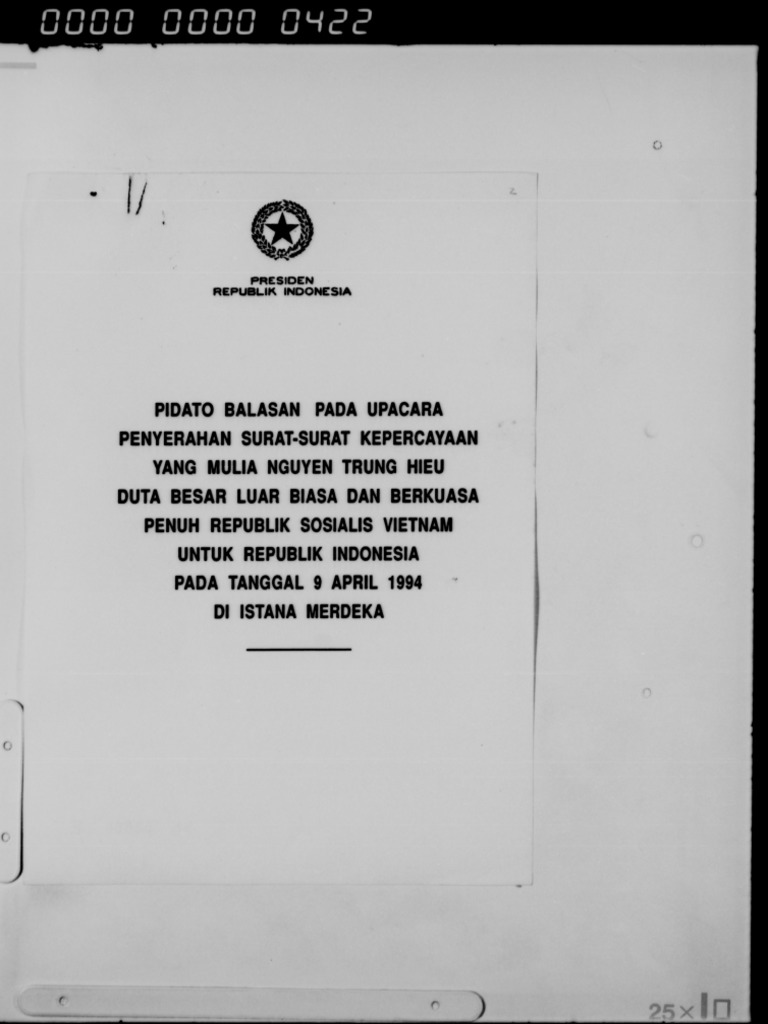 0000 0000 0422
2
PRESIDEN
REPUBLIK INDONESIA
PIDATO BALASAN PADA UPACARA
PENYERAHAN SURAT-SURAT KEPERCAYAAN
YANG MULIA NGUYEN TRUNG HIEU
DUTA BESAR LUAR BIASA DAN BERKUASA
PENUH REPUBLIK SOSIALIS VIETNAM
UNTUK REPUBLIK INDONESIA
PADA TANGGAL 9 APRIL 1994
DI ISTANA MERDEKA
25×